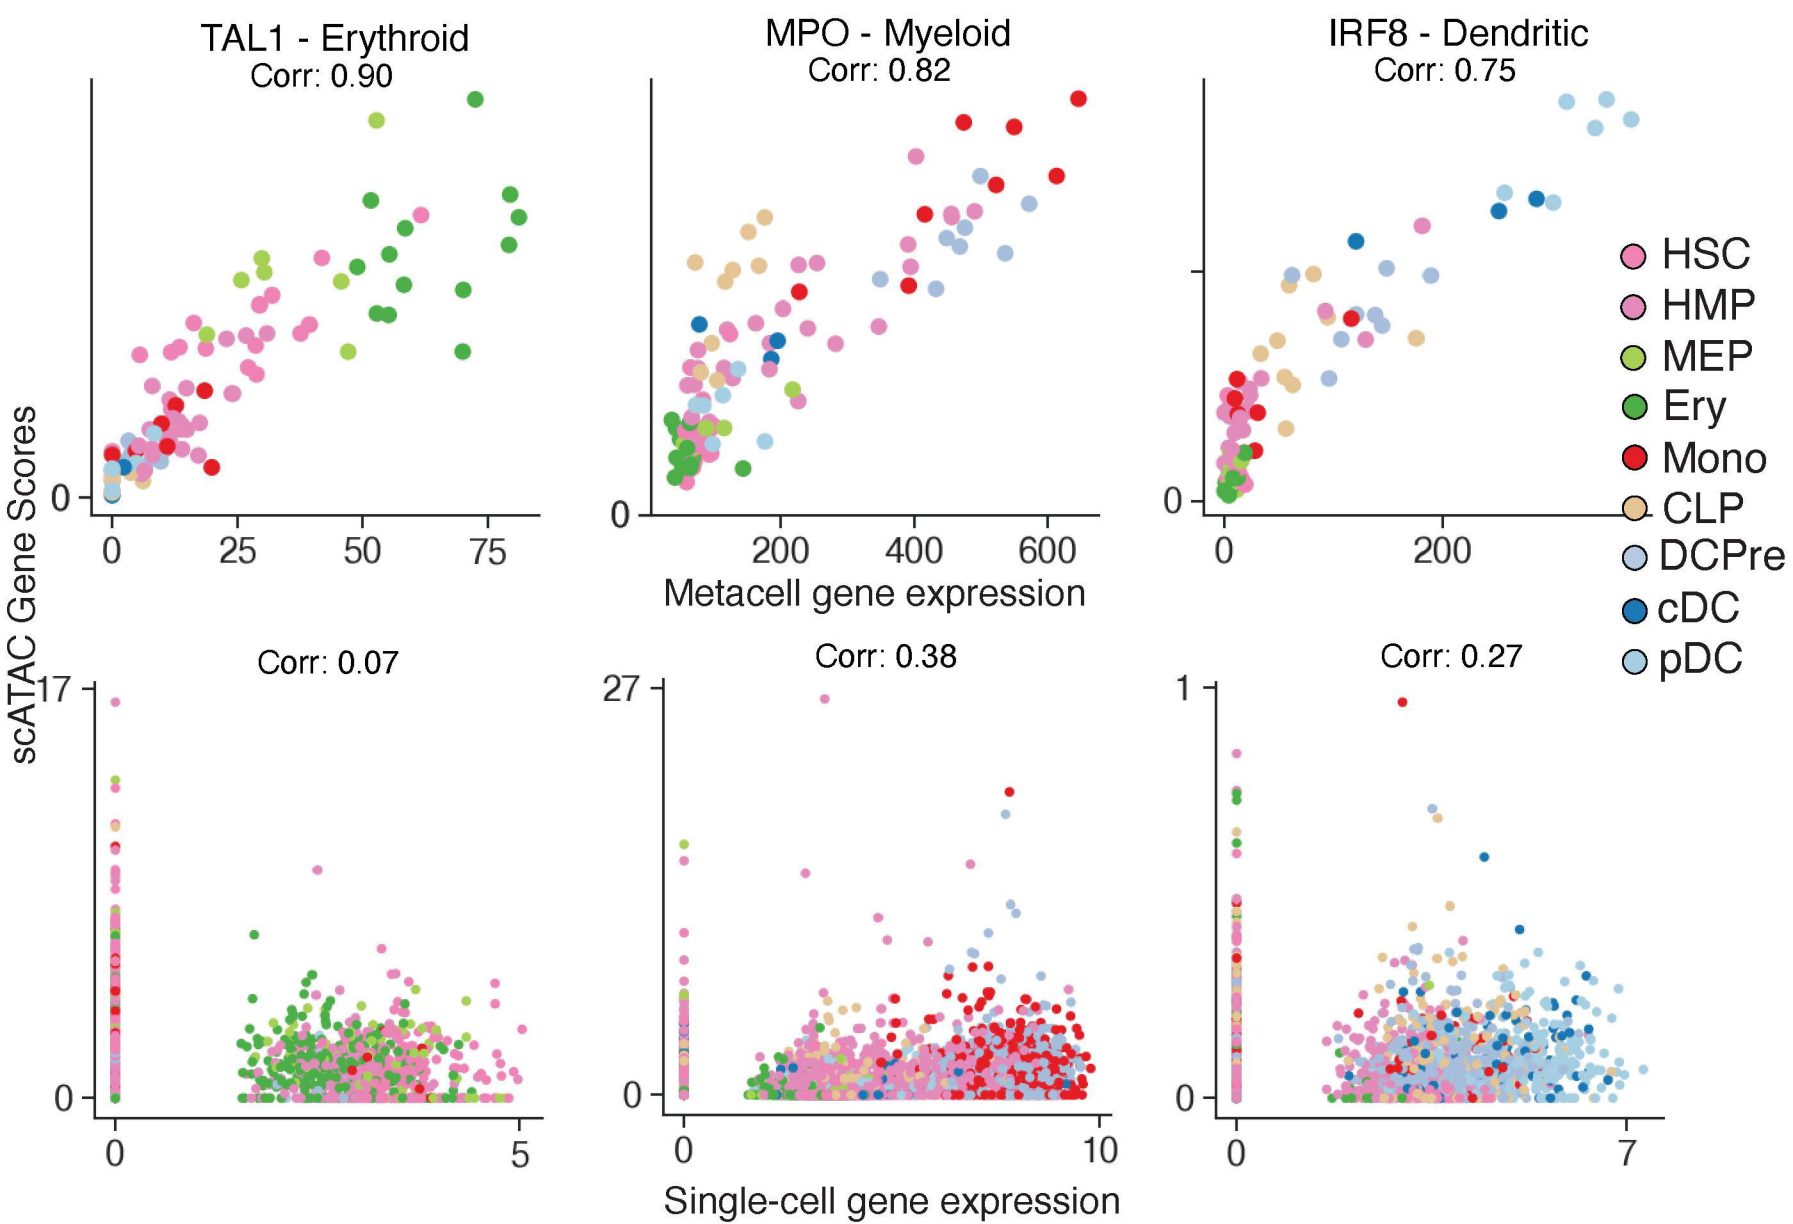 TAL1 - Erythroid
Corr: 0.90
MPO - Myeloid
Corr: 0.82
IRF8 - Dendritic
Corr: 0.75
scATAC Gene Scores
0
0 25 50 75
0
200 400 600
0
0 200
Metacell gene expression
HSC
HMP
MEP
Ery
Mono
CLP
DCPre
cDC
pDC
Corr: 0.07
17
0
0 5
Corr: 0.38
27
0
0 10
Corr: 0.27
1
0
0 7
Single-cell gene expression